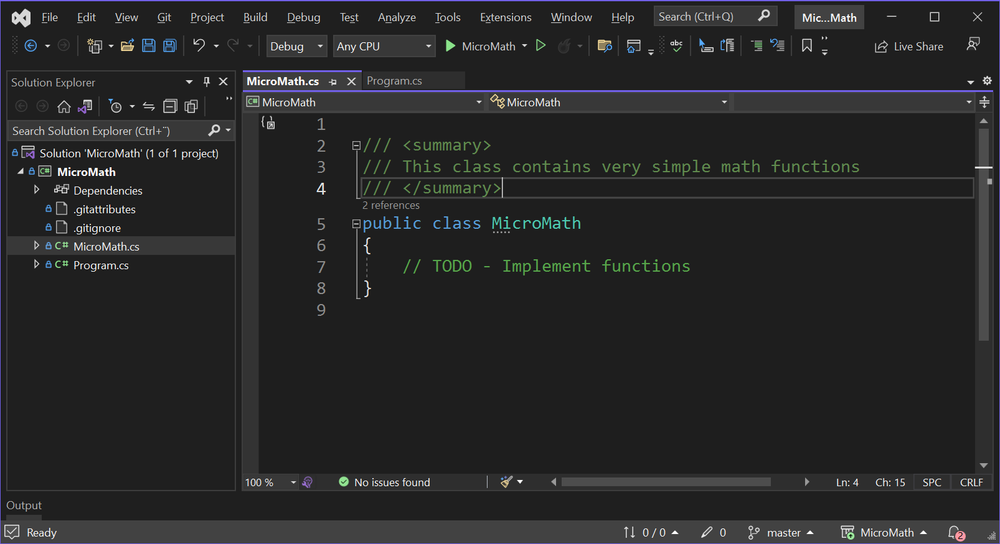 File Edit View Git Project Build Debug Test Analyze Tools Extensions Window Help Search (Ctrl+Q) Mic...Math
Debug Any CPU MicroMath abc Live Share
Solution Explorer
Search Solution Explorer (Ctrl+¨)
Solution 'MicroMath' (1 of 1 project)
C# MicroMath
Dependencies
.gitattributes
.gitignore
C# MicroMath.cs
C# Program.cs
MicroMath.cs Program.cs
C# MicroMath MicroMath
1
2 /// <summary>
3 /// This class contains very simple math functions
4 /// </summary>
2 references
5 public class MicroMath
6 {
7 // TODO - Implement functions
8 }
9
100 % No issues found Ln: 4 Ch: 15 SPC CRLF
Output
Ready 0 / 0 0 master MicroMath 2